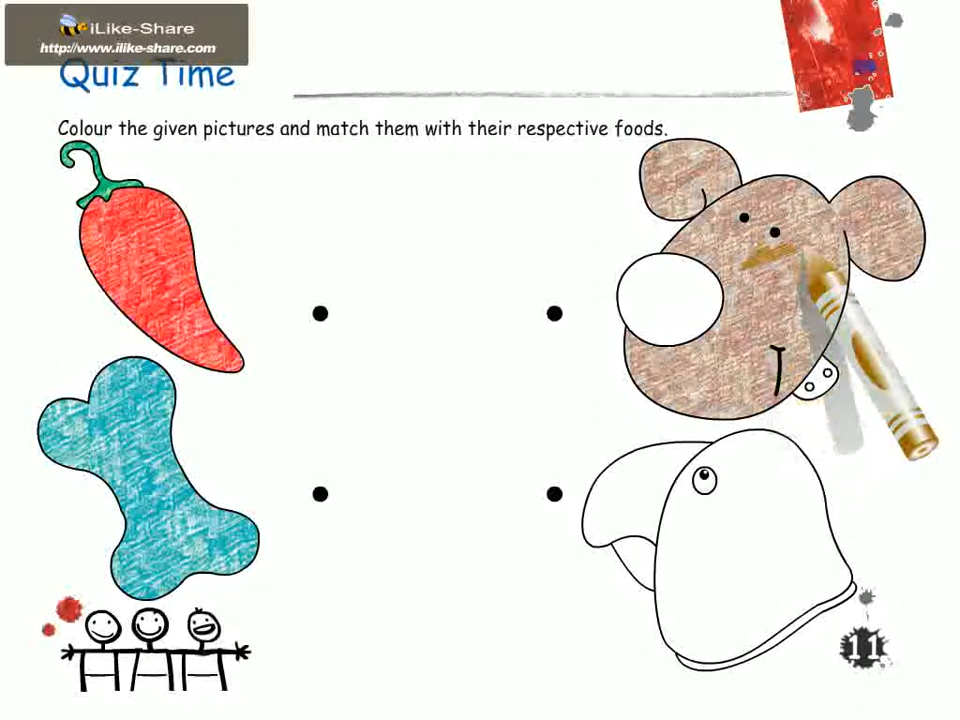 iLike-Share
http://www.ilike-share.com
Quiz Time
Colour the given pictures and match them with their respective foods.
11